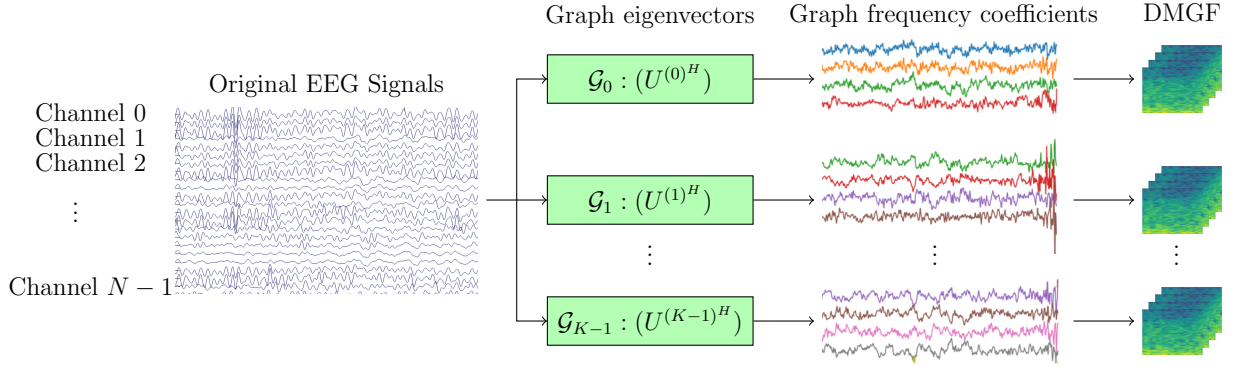 Graph eigenvectors
Graph frequency coefficients
DMGF
Original EEG Signals
Channel 0
Channel 1
Channel 2
⋮
Channel N − 1
𝒢₀ : (U^{(0)^H})
𝒢₁ : (U^{(1)^H})
⋮ ⋮ ⋮
𝒢_{K−1} : (U^{(K−1)^H})